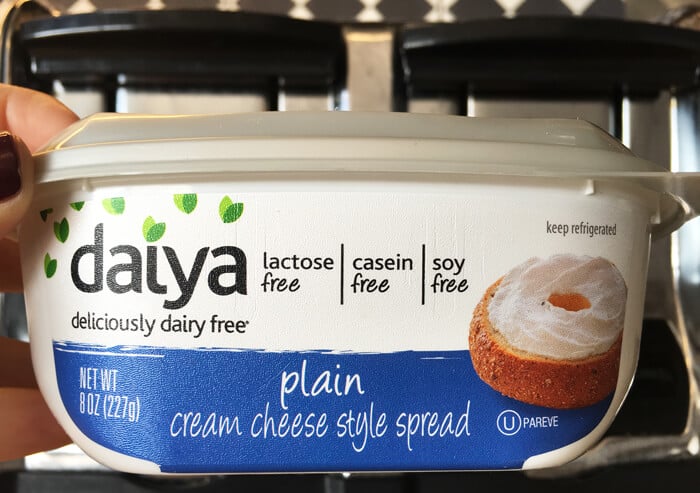 keep refrigerated
daiya
lactose free | casein free | soy free
deliciously dairy free*
NET WT
8 OZ (227g)
plain
cream cheese style spread
U PAREVE